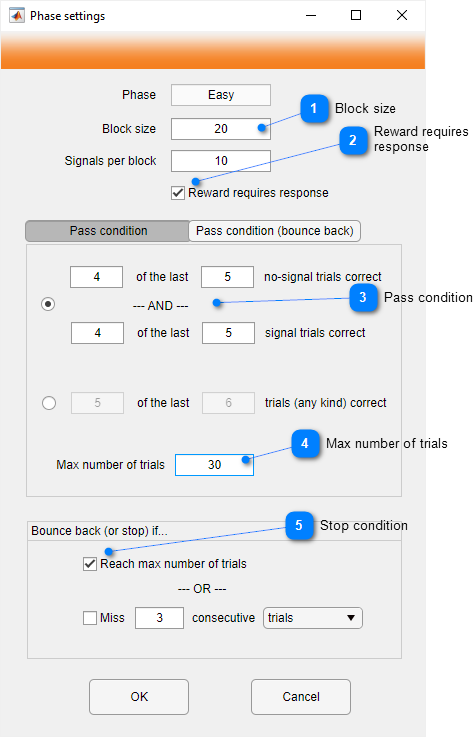 Phase settings
Phase Easy
Block size 20
1 Block size
Signals per block 10
2 Reward requires
response
Reward requires response
Pass condition Pass condition (bounce back)
4 of the last 5 no-signal trials correct
--- AND ---
3 Pass condition
4 of the last 5 signal trials correct
5 of the last 6 trials (any kind) correct
4 Max number of trials
Max number of trials 30
5 Stop condition
Bounce back (or stop) if...
Reach max number of trials
--- OR ---
Miss 3 consecutive trials
OK Cancel